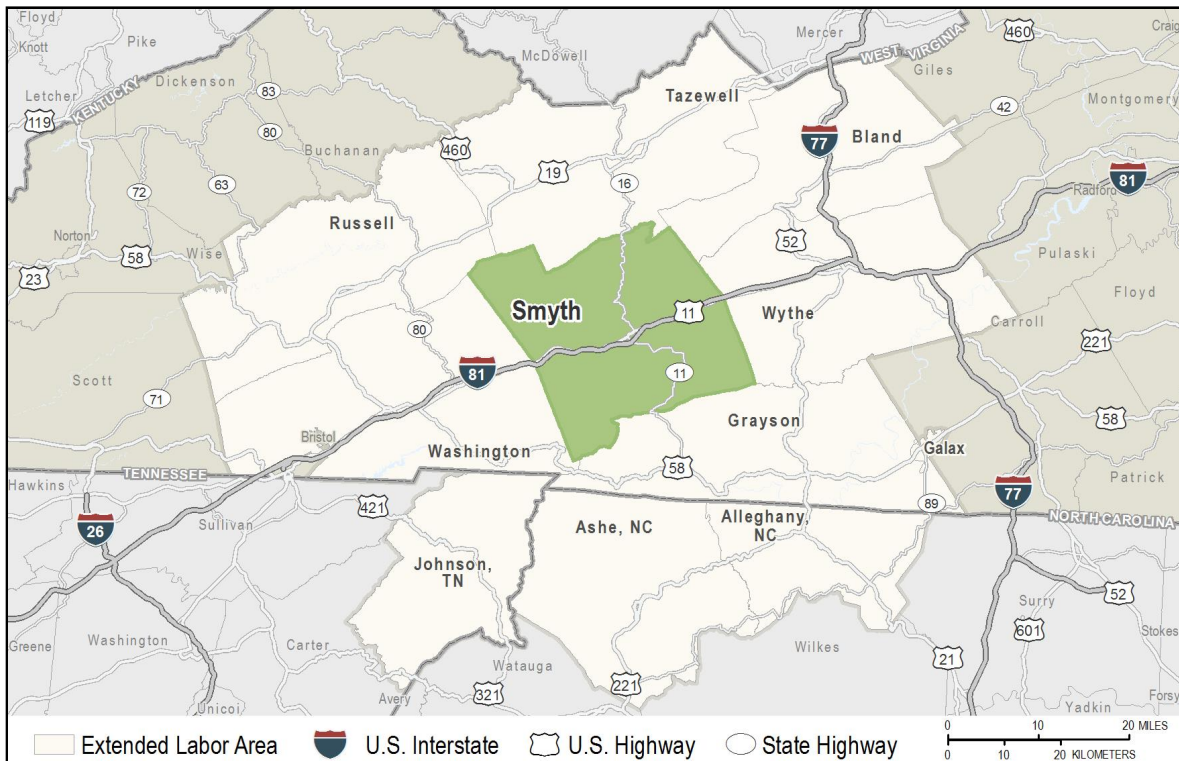 Floyd
Knott
Pike
Letcher
KENTUCKY
119
Dickenson
83
80
Buchanan
460
McDowell
Mercer
WEST VIRGINIA
460
Craig
Giles
Tazewell
42
Montgomery
77
Bland
19
16
81
Radford
72
63
Russell
Norton
58
Wise
23
52
Pulaski
Smyth
11
Wythe
Floyd
Carroll
221
80
81
11
Scott
71
58
Grayson
Bristol
Washington
58
Galax
Patrick
TENNESSEE
Hawkins
77
89
NORTH CAROLINA
421
26
Sullivan
Ashe, NC
Alleghany,
NC
Johnson,
TN
52
Surry
601
Stokes
Greene
Washington
Carter
Watauga
Wilkes
21
321
221
Avery
Unicoi
Yadkin
Forsy
Extended Labor Area
U.S. Interstate
U.S. Highway
State Highway
0 10 20 MILES
0 10 20 KILOMETERS